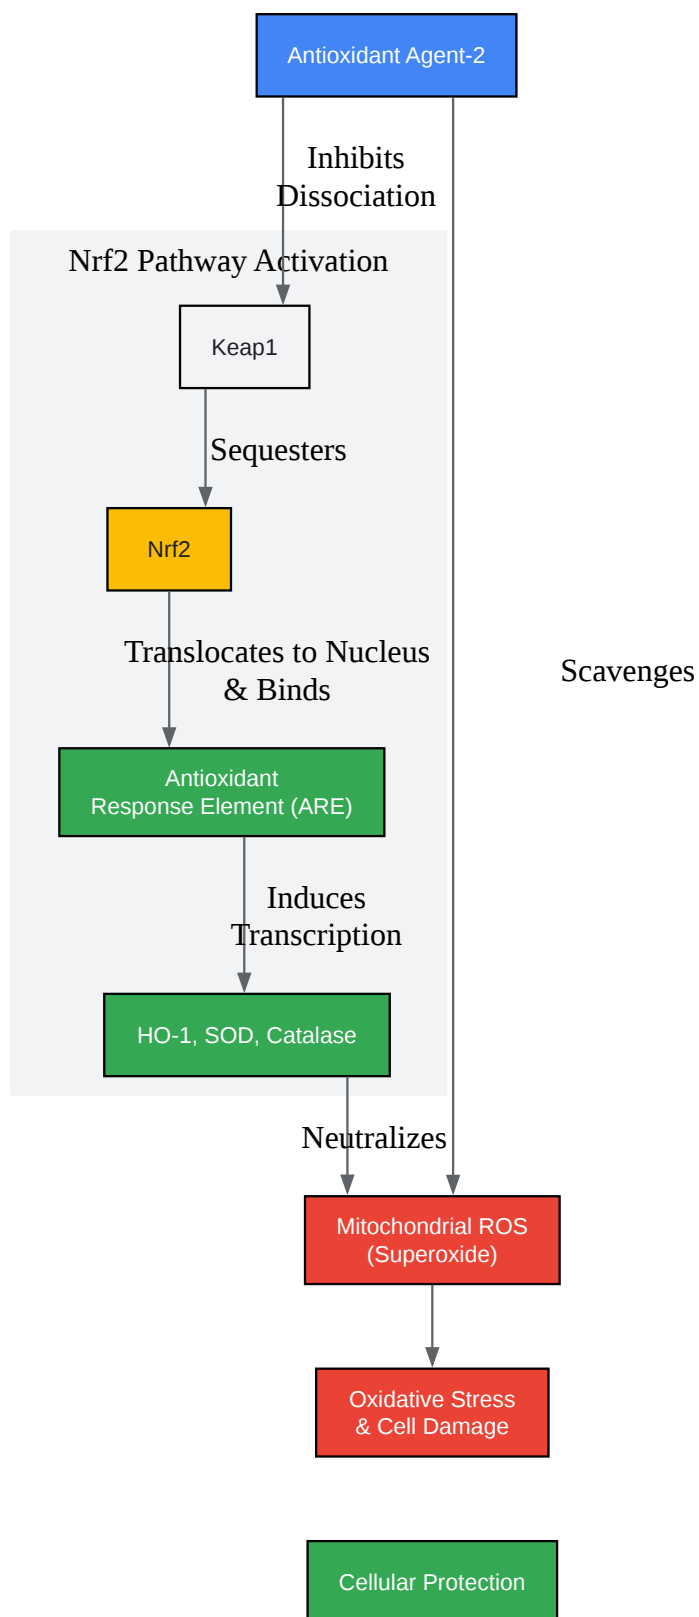 Antioxidant Agent-2
Inhibits
Dissociation
Nrf2 Pathway Activation
Keap1
Sequesters
Nrf2
Translocates to Nucleus
& Binds
Scavenges
Antioxidant
Response Element (ARE)
Induces
Transcription
HO-1, SOD, Catalase
Neutralizes
Mitochondrial ROS
(Superoxide)
Oxidative Stress
& Cell Damage
Cellular Protection